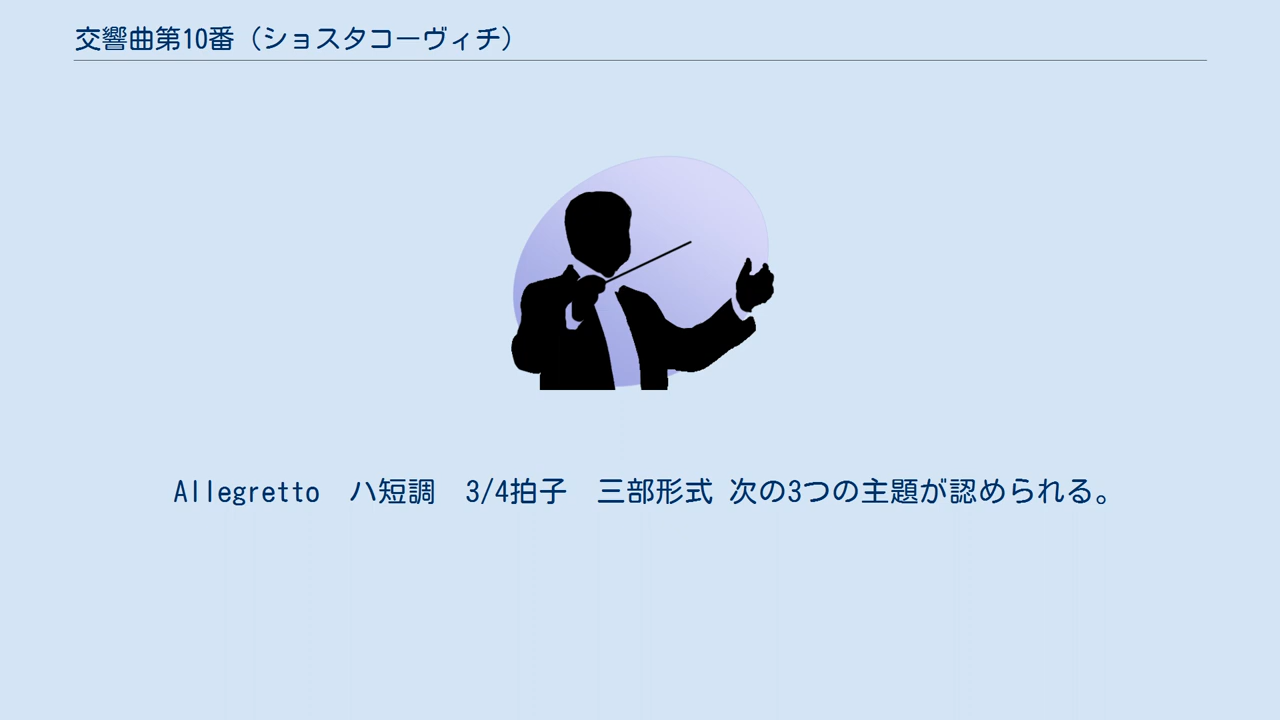 交響曲第10番（ショスタコーヴィチ）
Allegretto　ハ短調　3/4拍子　三部形式 次の3つの主題が認められる。